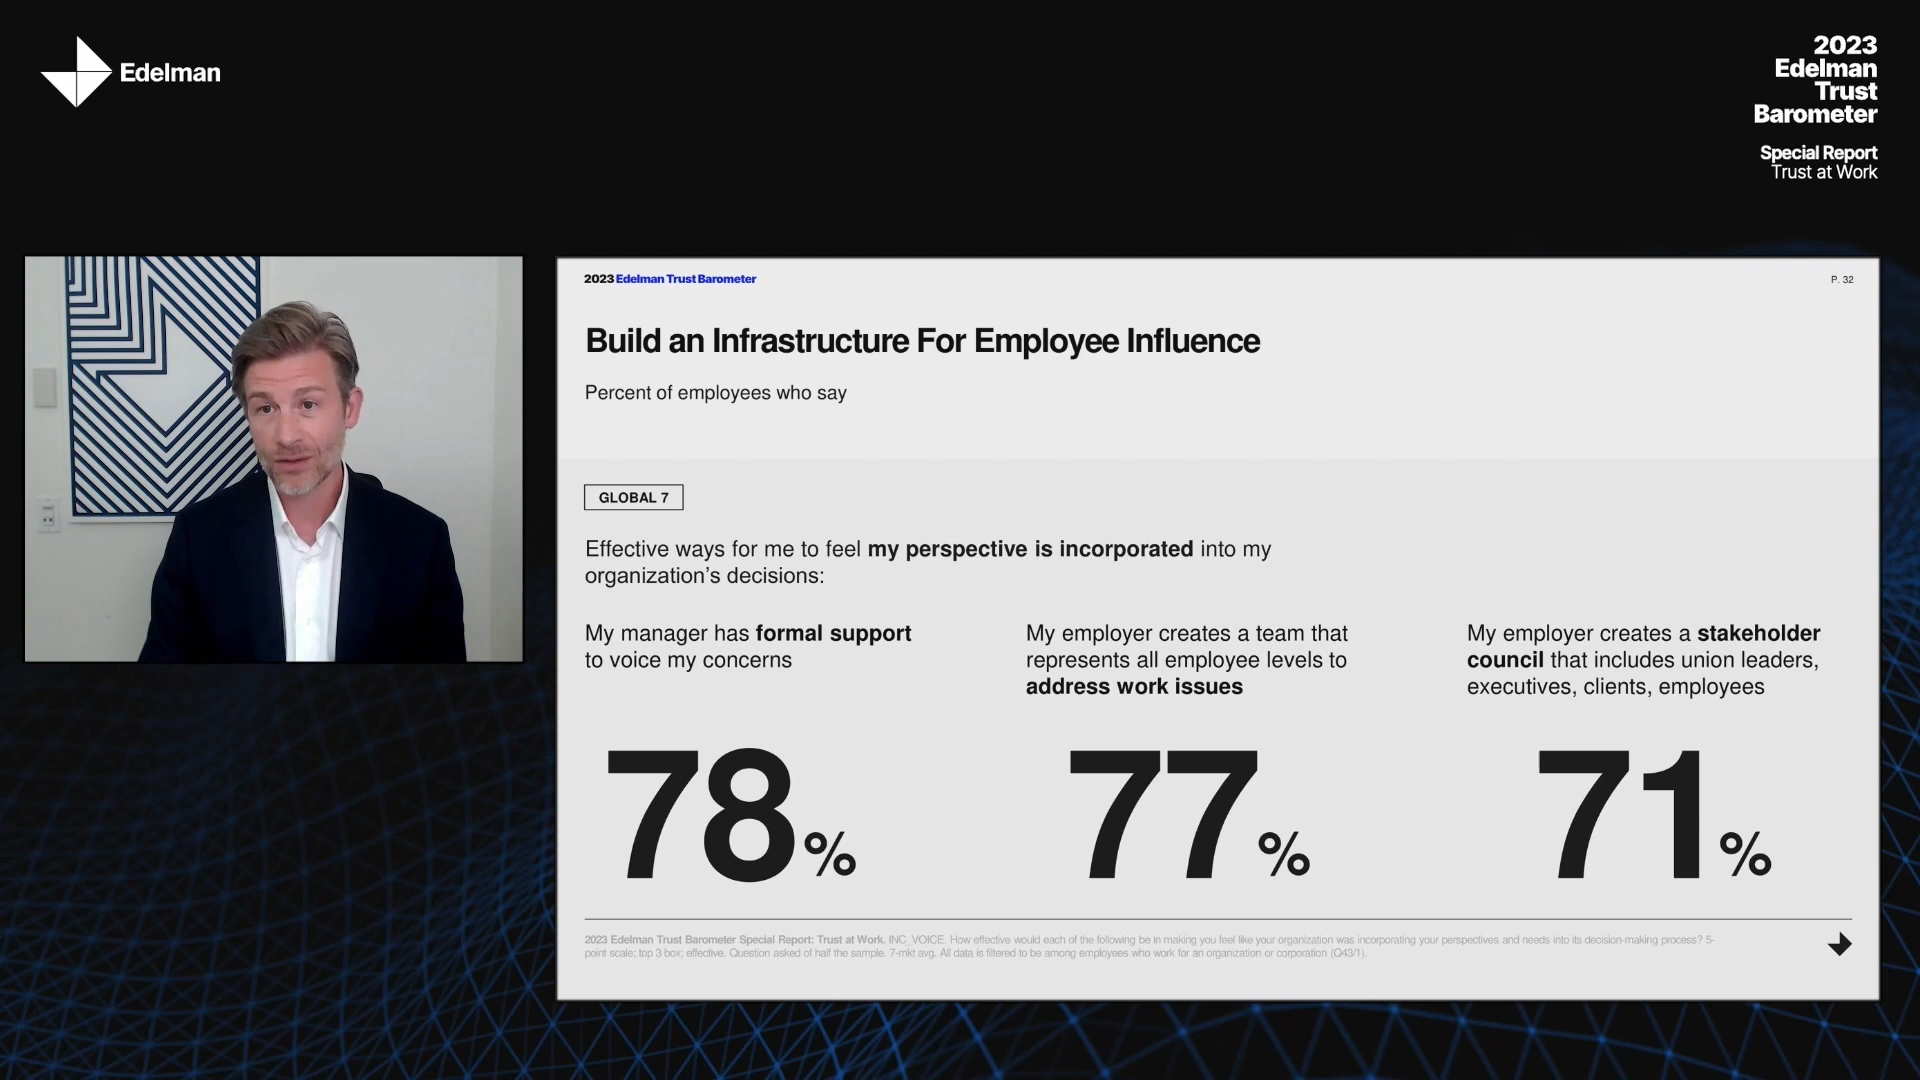 Edelman
2023
Edelman
Trust
Barometer
Special Report
Trust at Work
2023 Edelman Trust Barometer
P. 32
Build an Infrastructure For Employee Influence
Percent of employees who say
GLOBAL 7
Effective ways for me to feel my perspective is incorporated into my
organization’s decisions:
My manager has formal support
to voice my concerns
78%
My employer creates a team that
represents all employee levels to
address work issues
77%
My employer creates a stakeholder
council that includes union leaders,
executives, clients, employees
71%
2023 Edelman Trust Barometer Special Report: Trust at Work. INC_VOICE. How effective would each of the following be in making you feel like your organization was incorporating your perspectives and needs into its decision-making process? 5-
point scale; top 3 box; effective. Question asked of half the sample. 7-mkt avg. All data is filtered to be among employees who work for an organization or corporation (Q43/1).